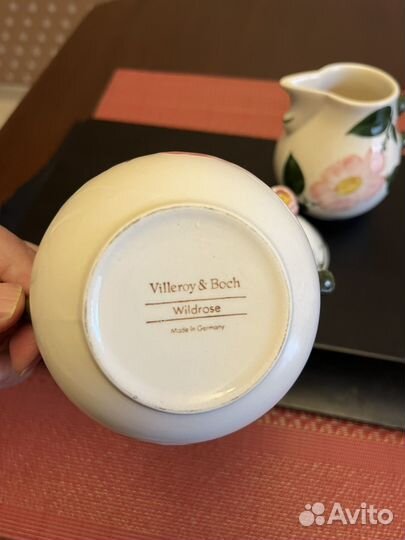 Villeroy & Boch
Wildrose
Made in Germany
Avito